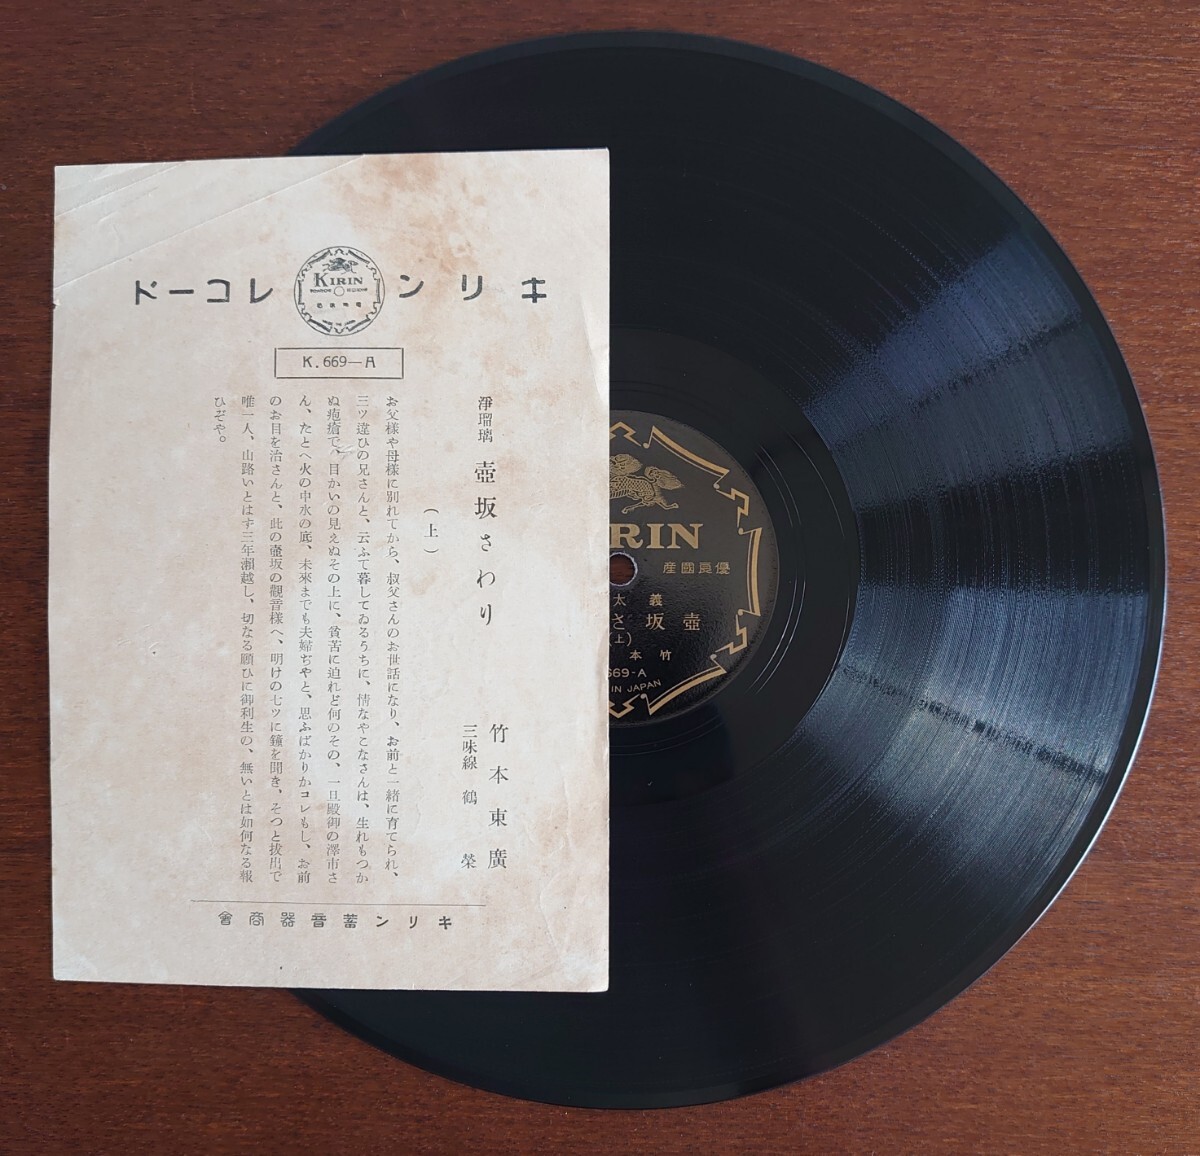 キリンレコード
KIRIN
K.669—A
淨瑠璃 壺坂さわり
(上)
竹本東廣
三味線 鶴榮
お父樣や母樣に別れてから、叔父さんのお世話になり、お前と一緒に育てられ、
三ツ違ひの兄さんと、云ふて暮してゐるうちに、情なやこなさんは、生れもつか
ぬ疱瘡で、目かいの見えぬその上に、貧苦に迫れど何のその、一旦殿御の澤市さ
ん、たとへ火の中水の底、未來までも夫婦ぢやと、思ふばかりかコレもし、お前
のお目を治さんと、此の壺坂の觀音樣へ、明けの七ツに鐘を聞き、そつと拔出で
唯一人、山路いとはす三年瀨越し、切なる願ひに御利生の、無いとは如何なる報
ひぞや。
キリン蓄音器商會
RIN
優良國產
義太
壺坂さ
(上)
竹本
669-A
IN JAPAN